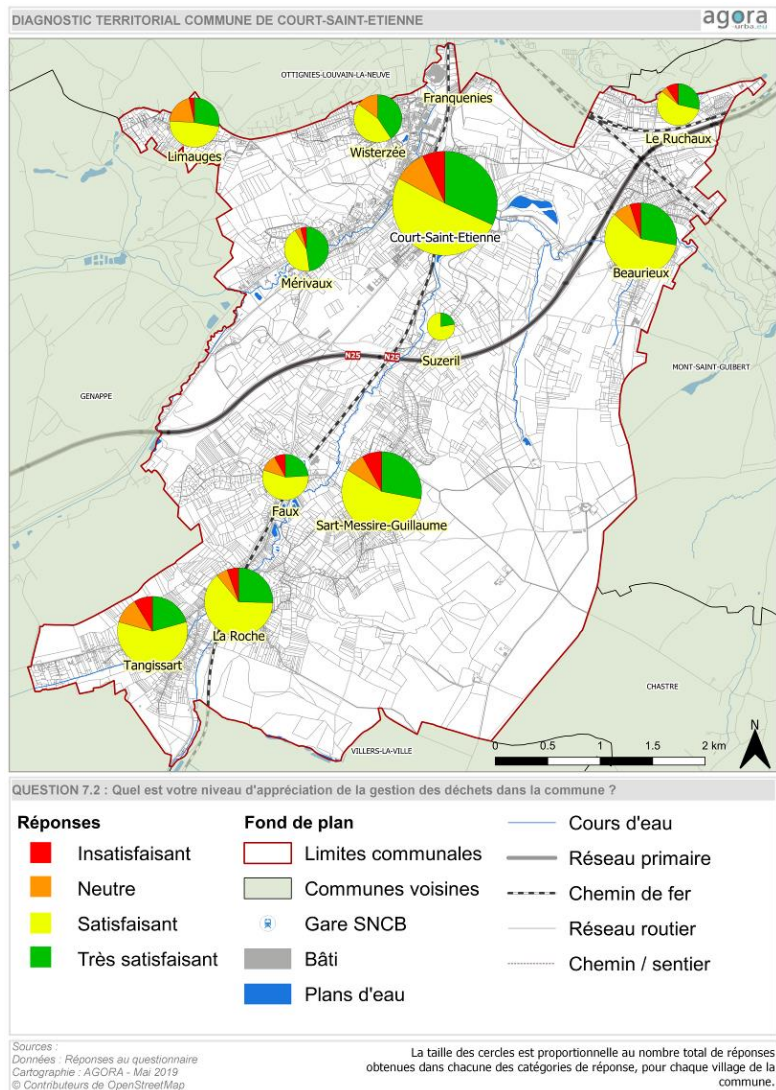 DIAGNOSTIC TERRITORIAL COMMUNE DE COURT-SAINT-ETIENNE
agora
urba.eu
OTTIGNIES-LOUVAIN-LA-NEUVE
Franquenies
Limauges
Wisterzée
Le Ruchaux
Court-Saint-Etienne
Mérivaux
Beaurieux
Suzeril
N25
N25
GENAPPE
MONT-SAINT-GUIBERT
Faux
Sart-Messire-Guillaume
La Roche
Tangissart
CHASTRE
VILLERS-LA-VILLE
N
0 0.5 1 1.5 2 km
QUESTION 7.2 : Quel est votre niveau d'appréciation de la gestion des déchets dans la commune ?
Réponses
Insatisfaisant
Neutre
Satisfaisant
Très satisfaisant
Fond de plan
Limites communales
Communes voisines
Gare SNCB
Bâti
Plans d'eau
Cours d'eau
Réseau primaire
Chemin de fer
Réseau routier
Chemin / sentier
Sources :
Données : Réponses au questionnaire
Cartographie : AGORA - Mai 2019
© Contributeurs de OpenStreetMap
La taille des cercles est proportionnelle au nombre total de réponses
obtenues dans chacune des catégories de réponse, pour chaque village de la
commune.